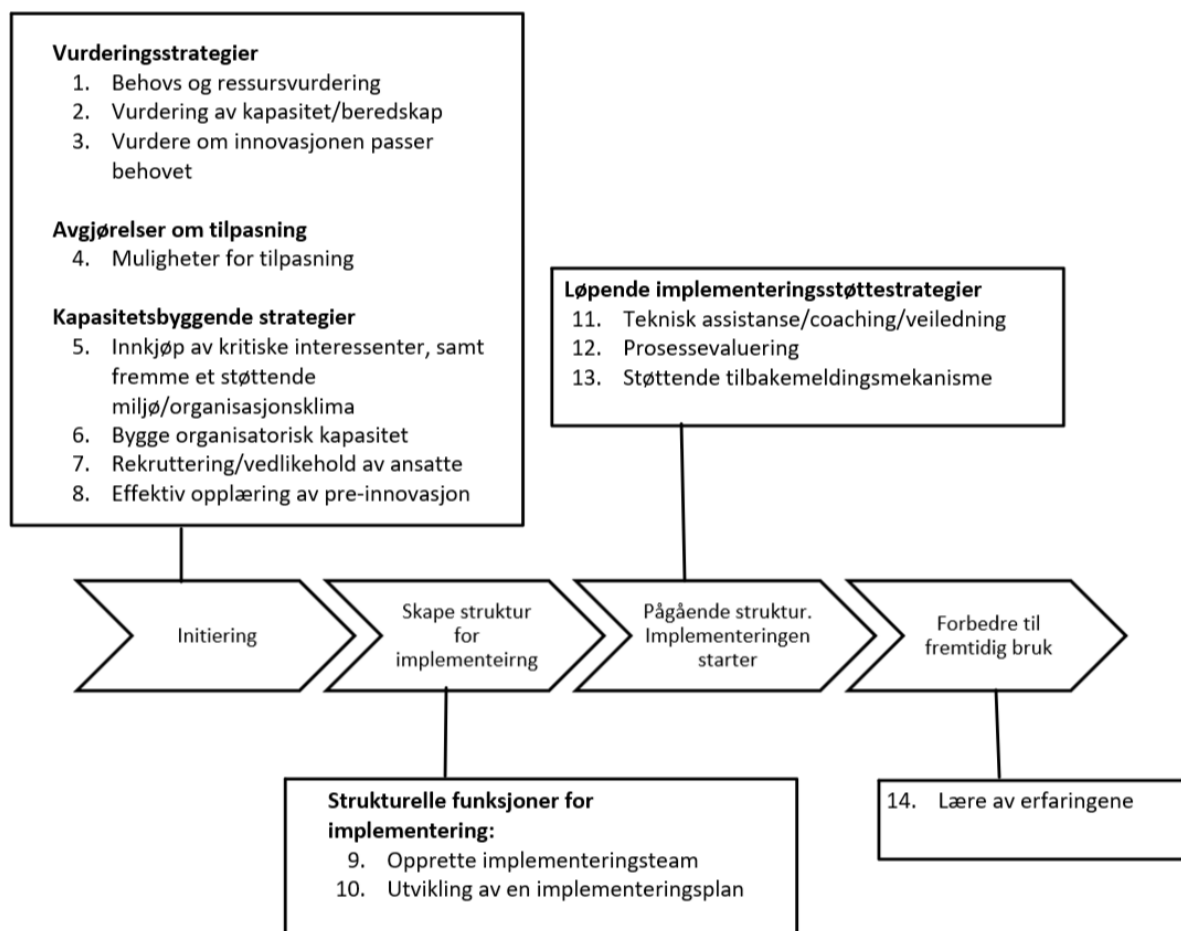 Vurderingsstrategier
1. Behovs og ressursvurdering
2. Vurdering av kapasitet/beredskap
3. Vurdere om innovasjonen passer
behovet
Avgjørelser om tilpasning
4. Muligheter for tilpasning
Kapasitetsbyggende strategier
5. Innkjøp av kritiske interessenter, samt
fremme et støttende
miljø/organisasjonsklima
6. Bygge organisatorisk kapasitet
7. Rekruttering/vedlikehold av ansatte
8. Effektiv opplæring av pre-innovasjon
Løpende implementeringsstøttestrategier
11. Teknisk assistanse/coaching/veiledning
12. Prosessevaluering
13. Støttende tilbakemeldingsmekanisme
Initiering
Skape struktur
for
implementeirng
Pågående struktur.
Implementeringen
starter
Forbedre til
fremtidig bruk
Strukturelle funksjoner for
implementering:
9. Opprette implementeringsteam
10. Utvikling av en implementeringsplan
14. Lære av erfaringene